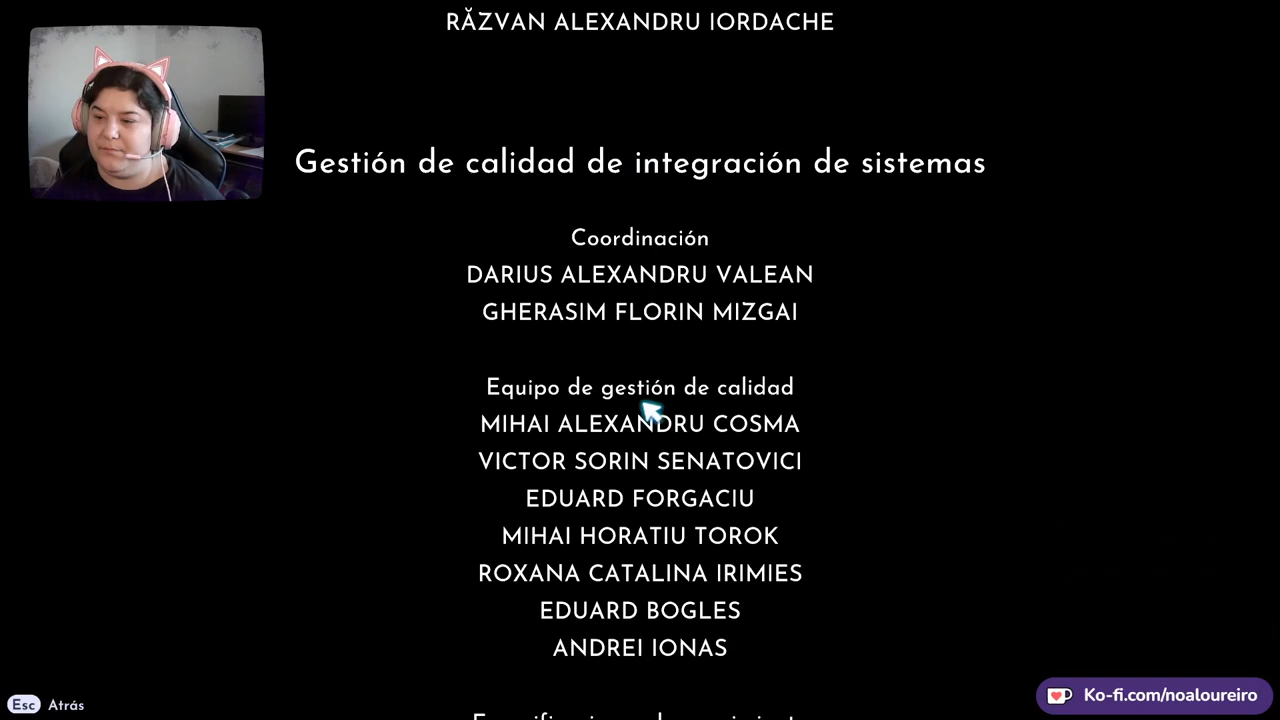 RĂZVAN ALEXANDRU IORDACHE
Gestión de calidad de integración de sistemas
Coordinación
DARIUS ALEXANDRU VALEAN
GHERASIM FLORIN MIZGAI
Equipo de gestión de calidad
MIHAI ALEXANDRU COSMA
VICTOR SORIN SENATOVICI
EDUARD FORGACIU
MIHAI HORATIU TOROK
ROXANA CATALINA IRIMIES
EDUARD BOGLES
ANDREI IONAS
Esc Atrás
Ko-fi.com/noaloureiro